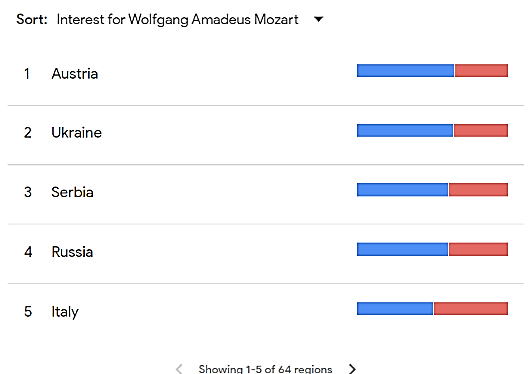 Sort: Interest for Wolfgang Amadeus Mozart
1 Austria
2 Ukraine
3 Serbia
4 Russia
5 Italy
Showing 1-5 of 64 regions